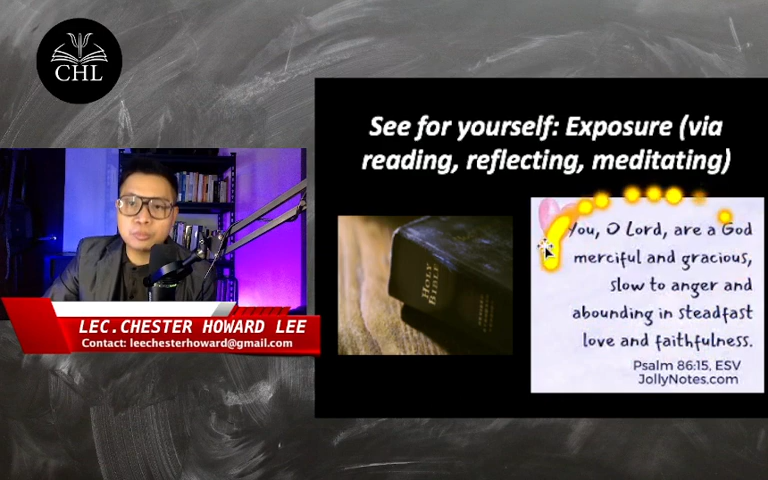 CHL
See for yourself: Exposure (via
reading, reflecting, meditating)
HOLY
BIBLE
You, O Lord, are a God
merciful and gracious,
slow to anger and
abounding in steadfast
love and faithfulness.
Psalm 86:15, ESV
JollyNotes.com
LEC.CHESTER HOWARD LEE
Contact: leechesterhoward@gmail.com